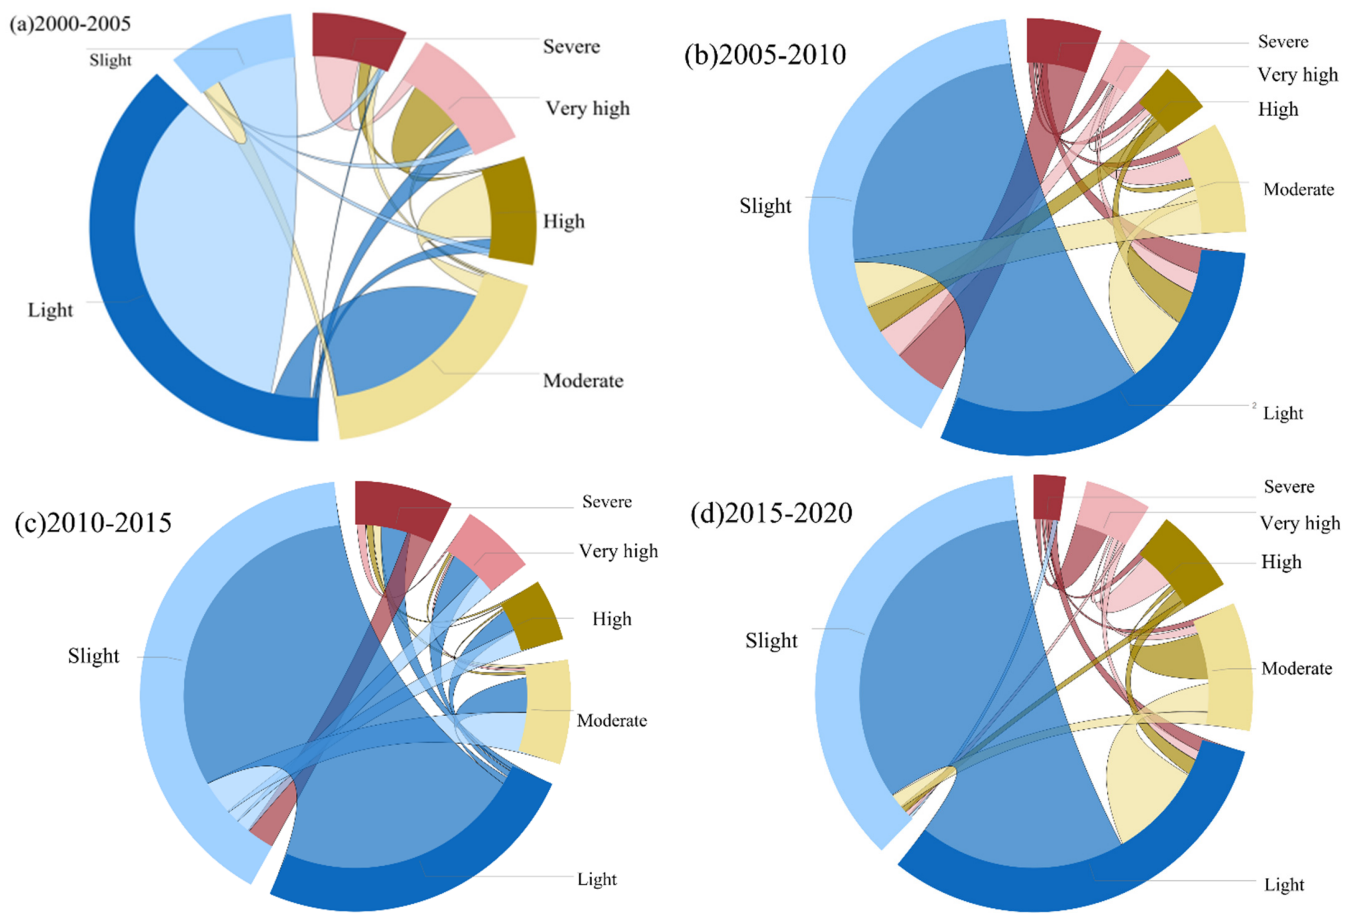 (a)2000-2005
Slight
Severe
Very high
High
Light
Moderate
(b)2005-2010
Severe
Very high
High
Moderate
Slight
2
Light
(c)2010-2015
Severe
Very high
High
Slight
Moderate
Light
(d)2015-2020
Severe
Very high
High
Slight
Moderate
Light